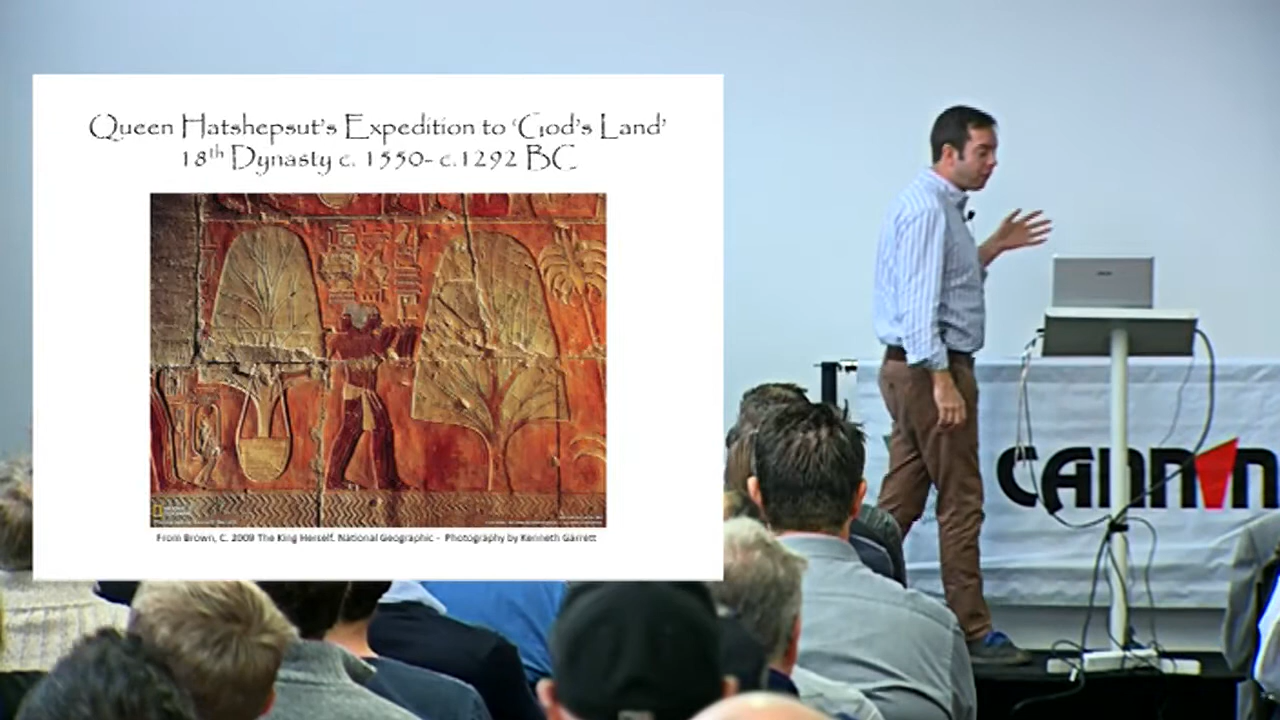 Queen Hatshepsut's Expedition to 'God's Land'
18th Dynasty c. 1550- c.1292 BC
From Brown, C. 2009 The King Herself. National Geographic - Photography by Kenneth Garrett
CANN